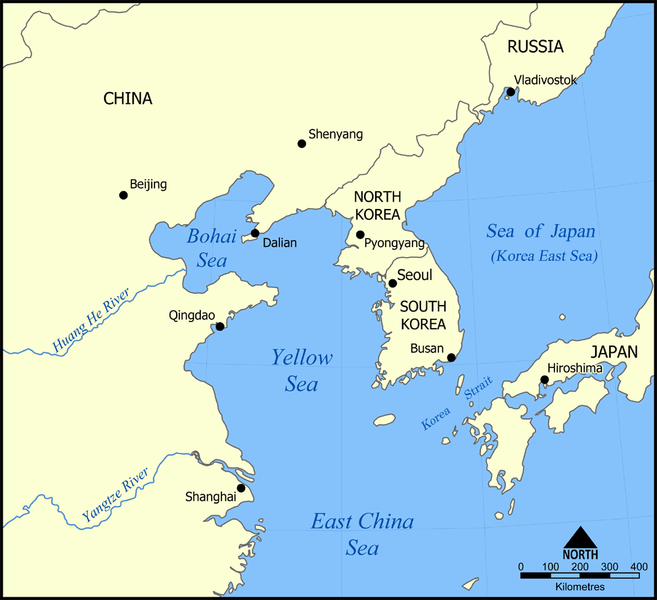 RUSSIA
Vladivostok
CHINA
Shenyang
Beijing
NORTH
KOREA
Bohai
Sea
Dalian
Pyongyang
Sea of Japan
(Korea East Sea)
Seoul
Huang He River
Qingdao
SOUTH
KOREA
Busan
Yellow
Sea
JAPAN
Hiroshima
Korea Strait
Yangtze River
Shanghai
East China
Sea
NORTH
0 100 200 300 400
Kilometres